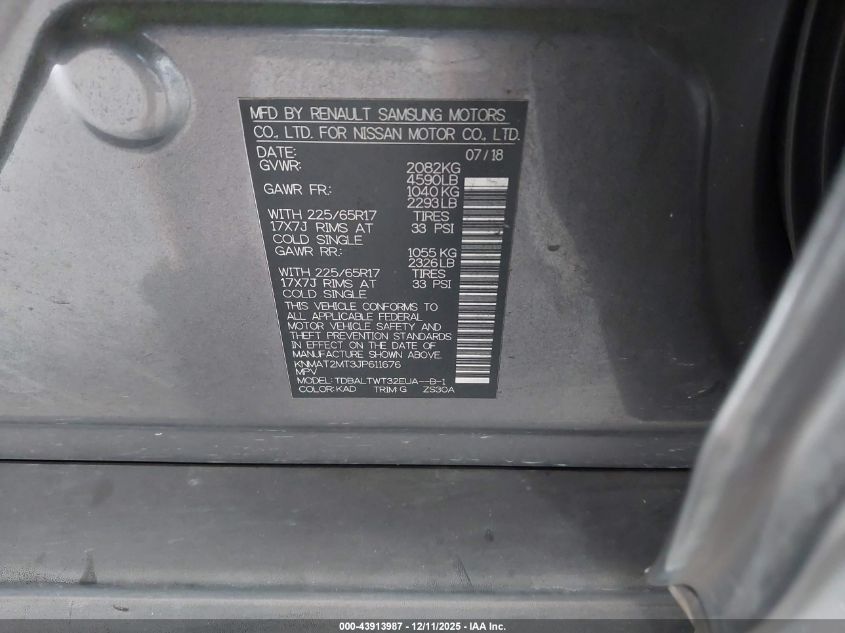 MFD BY RENAULT SAMSUNG MOTORS
CO., LTD. FOR NISSAN MOTOR CO., LTD.
DATE: 07/18
GVWR: 2082KG
4590LB
GAWR FR.: 1040KG
2293LB
WITH 225/65R17 TIRES
17X7J RIMS AT 33 PSI
COLD SINGLE
GAWR RR.: 1055KG
2326LB
WITH 225/65R17 TIRES
17X7J RIMS AT 33 PSI
COLD SINGLE
THIS VEHICLE CONFORMS TO
ALL APPLICABLE FEDERAL
MOTOR VEHICLE SAFETY AND
THEFT PREVENTION STANDARDS
IN EFFECT ON THE DATE OF
MANUFACTURE SHOWN ABOVE.
KNMAT2MT3JP611676
MPV
MODEL: TDBALTWT32EUA--B-1
COLOR: KAD TRIM G ZS30A
000-43913987 - 12/11/2025 - IAA Inc.